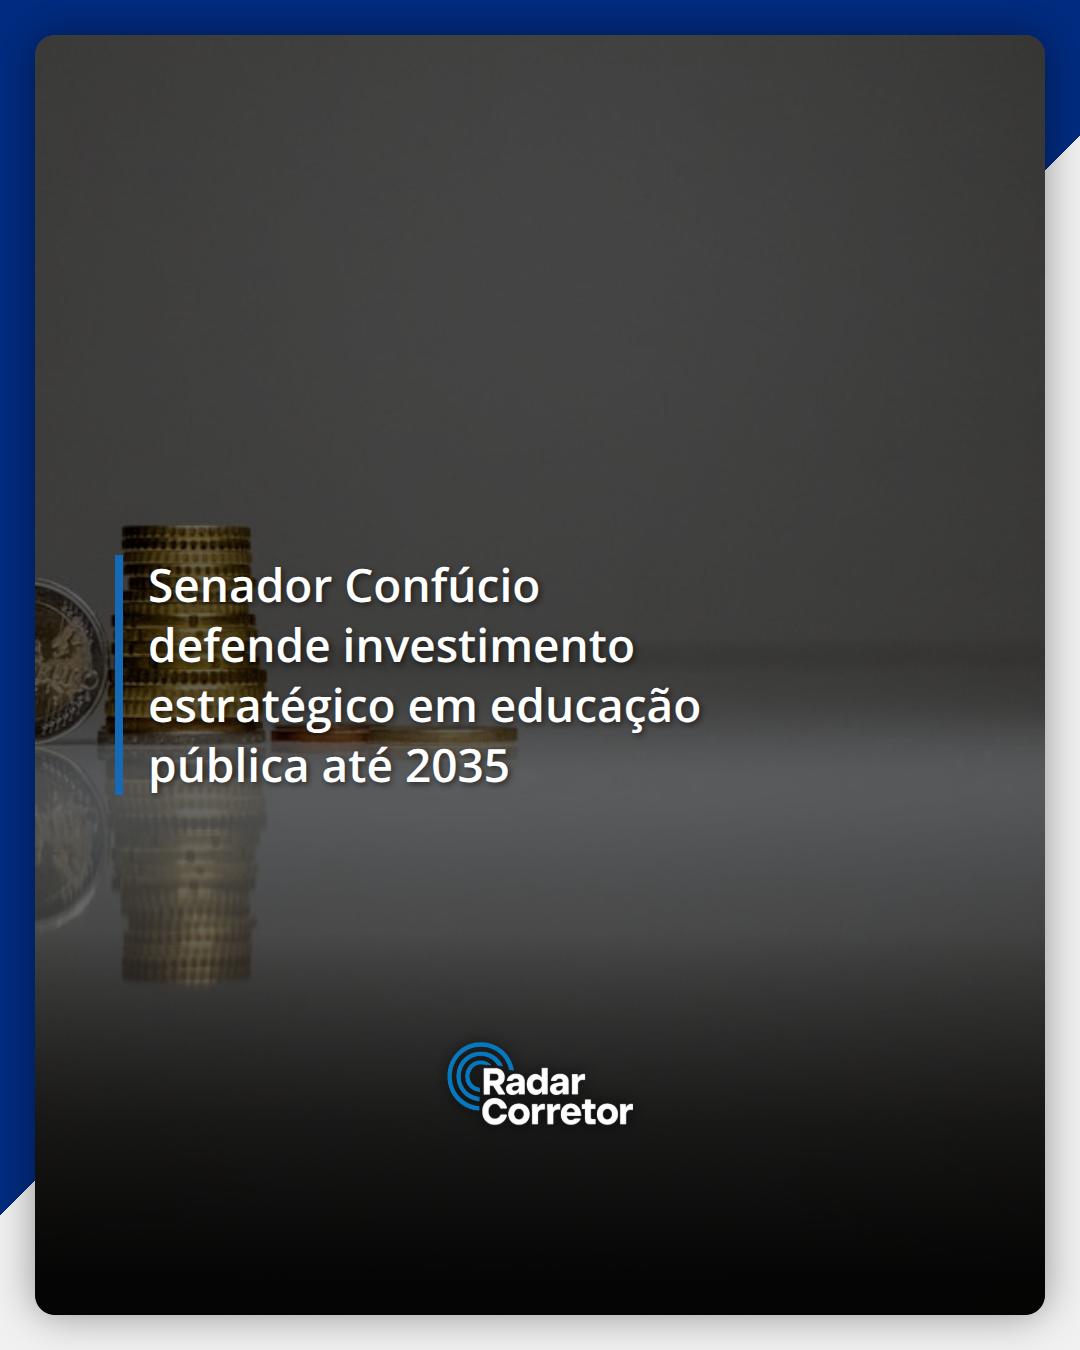 Senador Confúcio
defende investimento
estratégico em educação
pública até 2035
Radar
Corretor